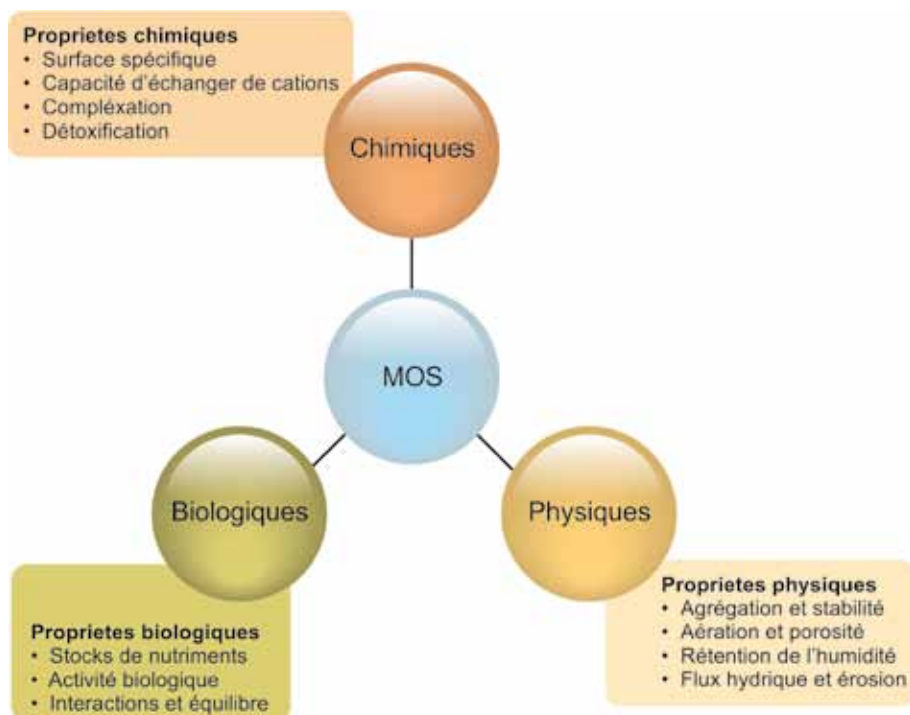 Proprietes chimiques
• Surface spécifique
• Capacité d'échanger de cations
• Compléxation
• Détoxification
Chimiques
MOS
Biologiques
Physiques
Proprietes biologiques
• Stocks de nutriments
• Activité biologique
• Interactions et équilibre
Proprietes physiques
• Agrégation et stabilité
• Aération et porosité
• Rétention de l'humidité
• Flux hydrique et érosion